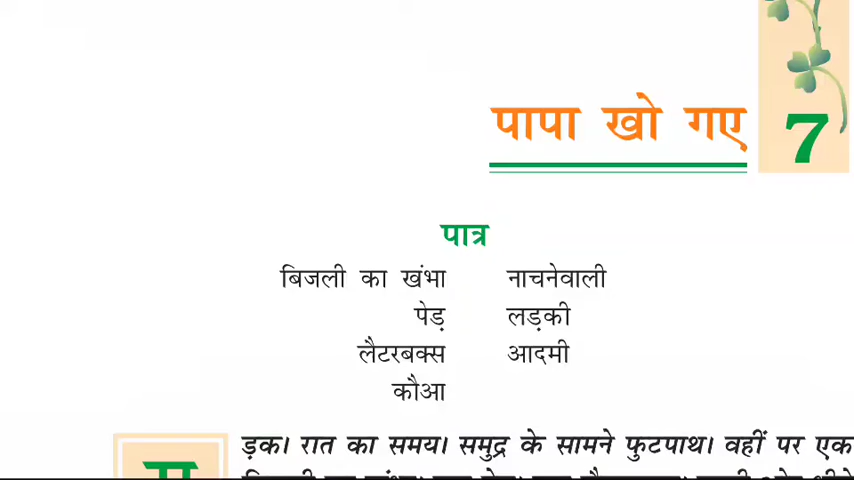 पापा खो गए
7
पात्र
बिजली का खंभा नाचनेवाली
पेड़ लड़की
लैटरबक्स आदमी
कौआ
ड़क। रात का समय। समुद्र के सामने फुटपाथ। वहीं पर एक